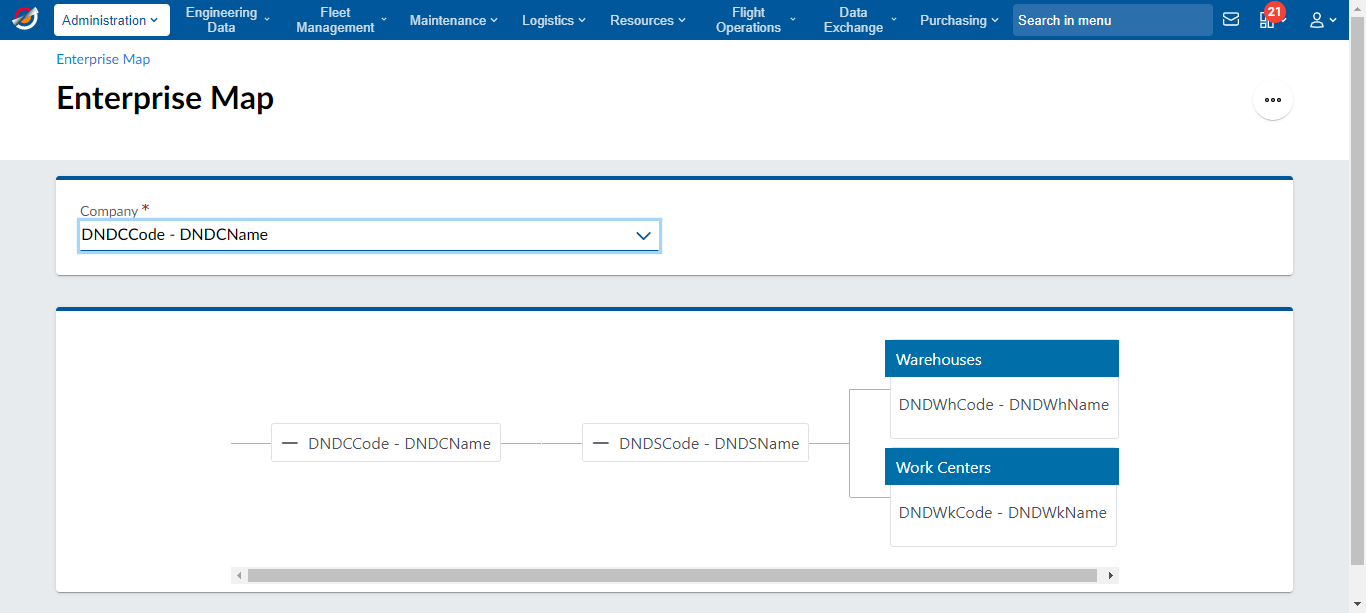 Administration
Engineering
Data
Fleet
Management
Maintenance
Logistics
Resources
Flight
Operations
Data
Exchange
Purchasing
Search in menu
21
Enterprise Map
Enterprise Map
Company *
DNDCCode - DNDCName
Warehouses
DNDWhCode - DNDWhName
DNDCCode - DNDCName
DNDSCode - DNDSName
Work Centers
DNDWkCode - DNDWkName